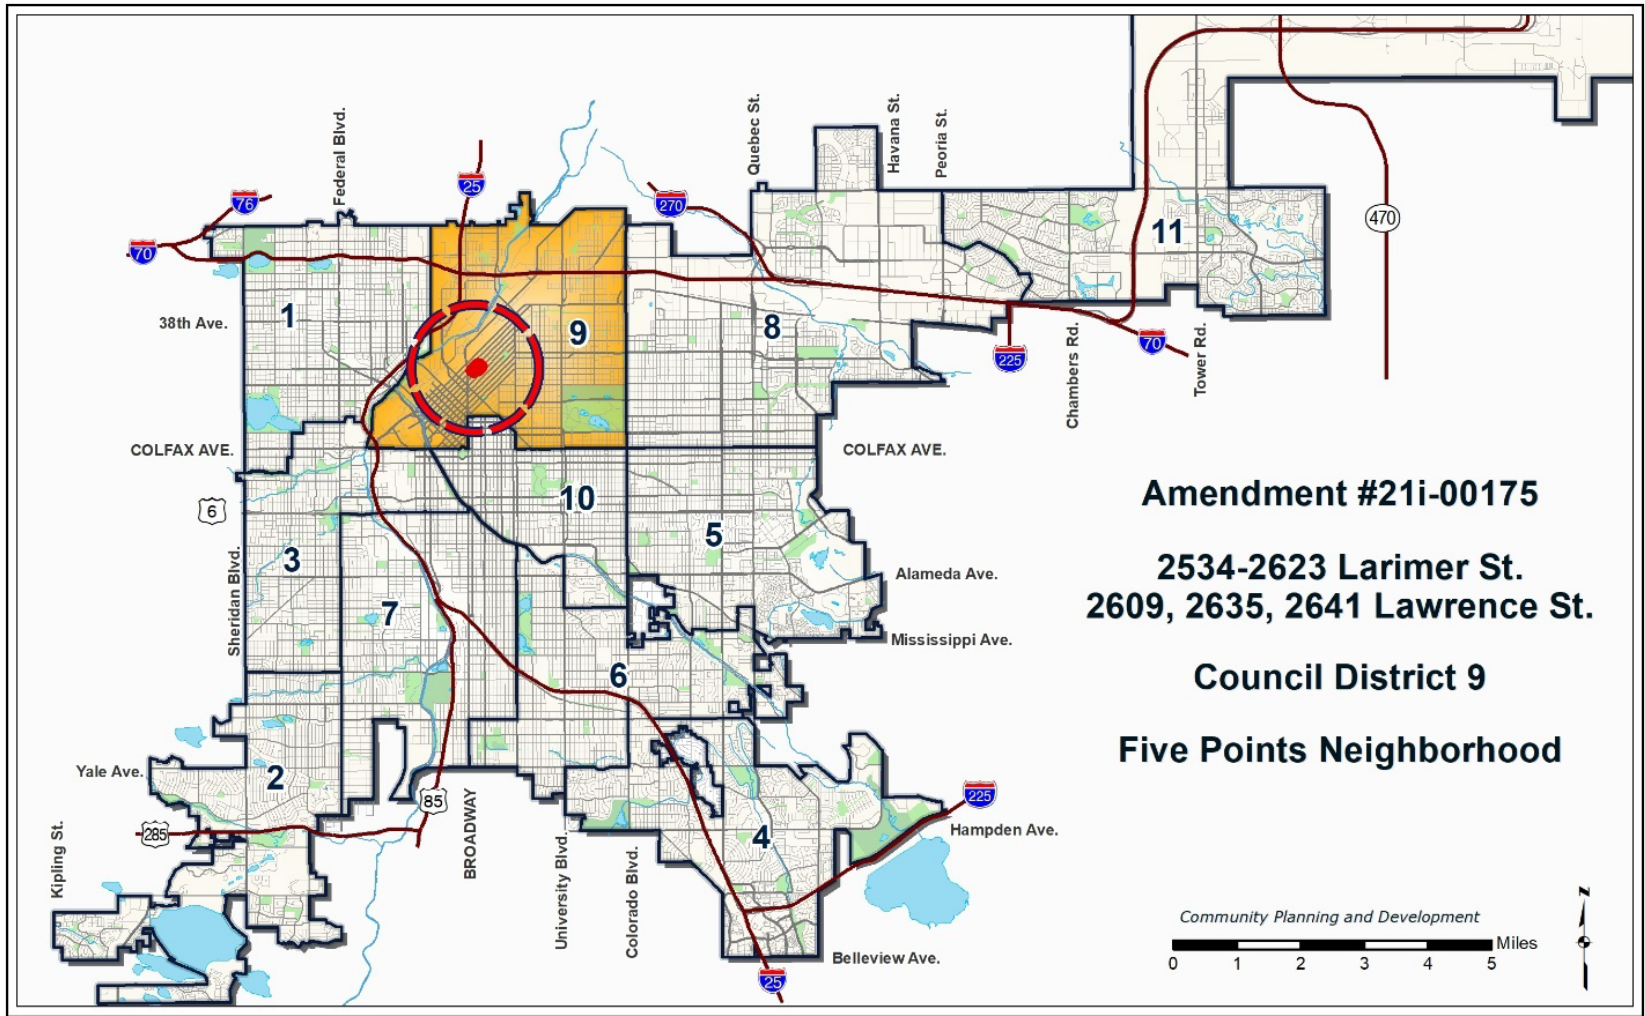 Federal Blvd.
Quebec St.
Havana St.
Peoria St.
25
76
270
70
470
11
1
38th Ave.
9
8
225
70
Chambers Rd.
Tower Rd.
COLFAX AVE.
COLFAX AVE.
6
10
5
3
Sheridan Blvd.
7
Alameda Ave.
Mississippi Ave.
6
Amendment #21i-00175
2534-2623 Larimer St.
2609, 2635, 2641 Lawrence St.
Council District 9
Five Points Neighborhood
Yale Ave.
2
85
285
BROADWAY
Kipling St.
University Blvd.
Colorado Blvd.
4
225
Hampden Ave.
Belleview Ave.
25
Community Planning and Development
Miles
0 1 2 3 4 5
N